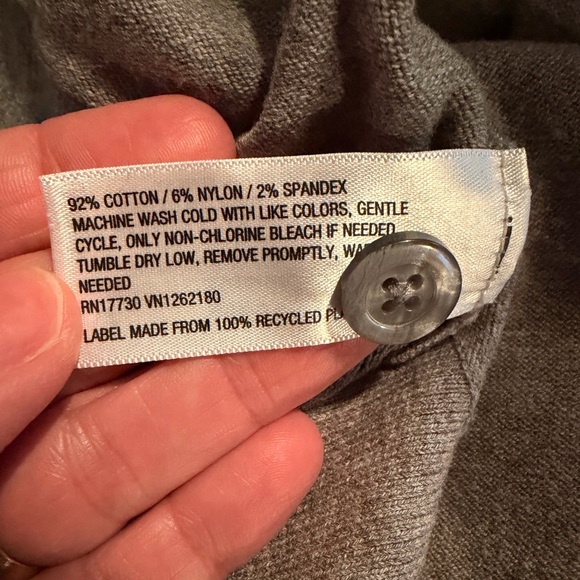 92% COTTON / 6% NYLON / 2% SPANDEX
MACHINE WASH COLD WITH LIKE COLORS, GENTLE
CYCLE, ONLY NON-CHLORINE BLEACH IF NEEDED
TUMBLE DRY LOW, REMOVE PROMPTLY,
NEEDED
RN17730 VN1262180
LABEL MADE FROM 100% RECYCLED